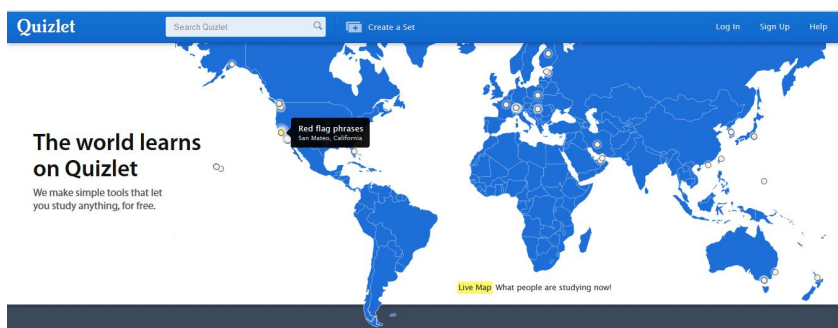 Quizlet
Search Quizlet
Create a Set
Log In
Sign Up
Help
Red flag phrases
San Mateo, California
The world learns
on Quizlet
We make simple tools that let
you study anything, for free.
Live Map What people are studying now!